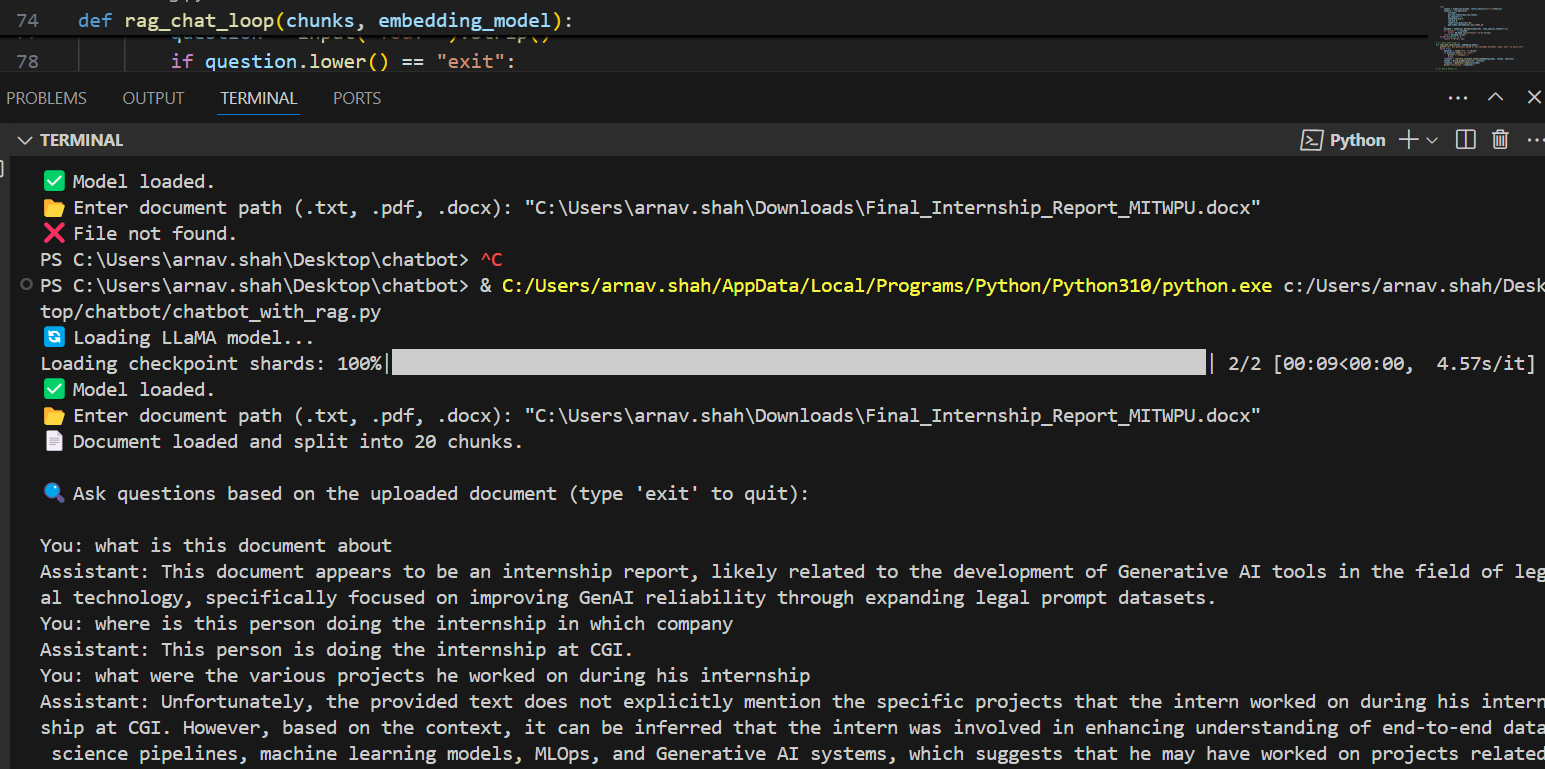 74 def rag_chat_loop(chunks, embedding_model):
78 if question.lower() == "exit":
PROBLEMS OUTPUT TERMINAL PORTS
TERMINAL Python
Model loaded.
Enter document path (.txt, .pdf, .docx): "C:\Users\arnav.shah\Downloads\Final_Internship_Report_MITWPU.docx"
File not found.
PS C:\Users\arnav.shah\Desktop\chatbot> ^C
PS C:\Users\arnav.shah\Desktop\chatbot> & C:/Users/arnav.shah/AppData/Local/Programs/Python/Python310/python.exe c:/Users/arnav.shah/Desk
top/chatbot/chatbot_with_rag.py
Loading LLaMA model...
Loading checkpoint shards: 100%| | 2/2 [00:09<00:00, 4.57s/it]
Model loaded.
Enter document path (.txt, .pdf, .docx): "C:\Users\arnav.shah\Downloads\Final_Internship_Report_MITWPU.docx"
Document loaded and split into 20 chunks.
Ask questions based on the uploaded document (type 'exit' to quit):
You: what is this document about
Assistant: This document appears to be an internship report, likely related to the development of Generative AI tools in the field of leg
al technology, specifically focused on improving GenAI reliability through expanding legal prompt datasets.
You: where is this person doing the internship in which company
Assistant: This person is doing the internship at CGI.
You: what were the various projects he worked on during his internship
Assistant: Unfortunately, the provided text does not explicitly mention the specific projects that the intern worked on during his intern
ship at CGI. However, based on the context, it can be inferred that the intern was involved in enhancing understanding of end-to-end data
science pipelines, machine learning models, MLOps, and Generative AI systems, which suggests that he may have worked on projects related